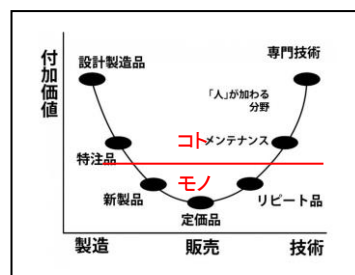 付加価値
設計製造品
専門技術
「人」が加わる
分野
コト
メンテナンス
特注品
モノ
新製品
リピート品
定価品
製造
販売
技術